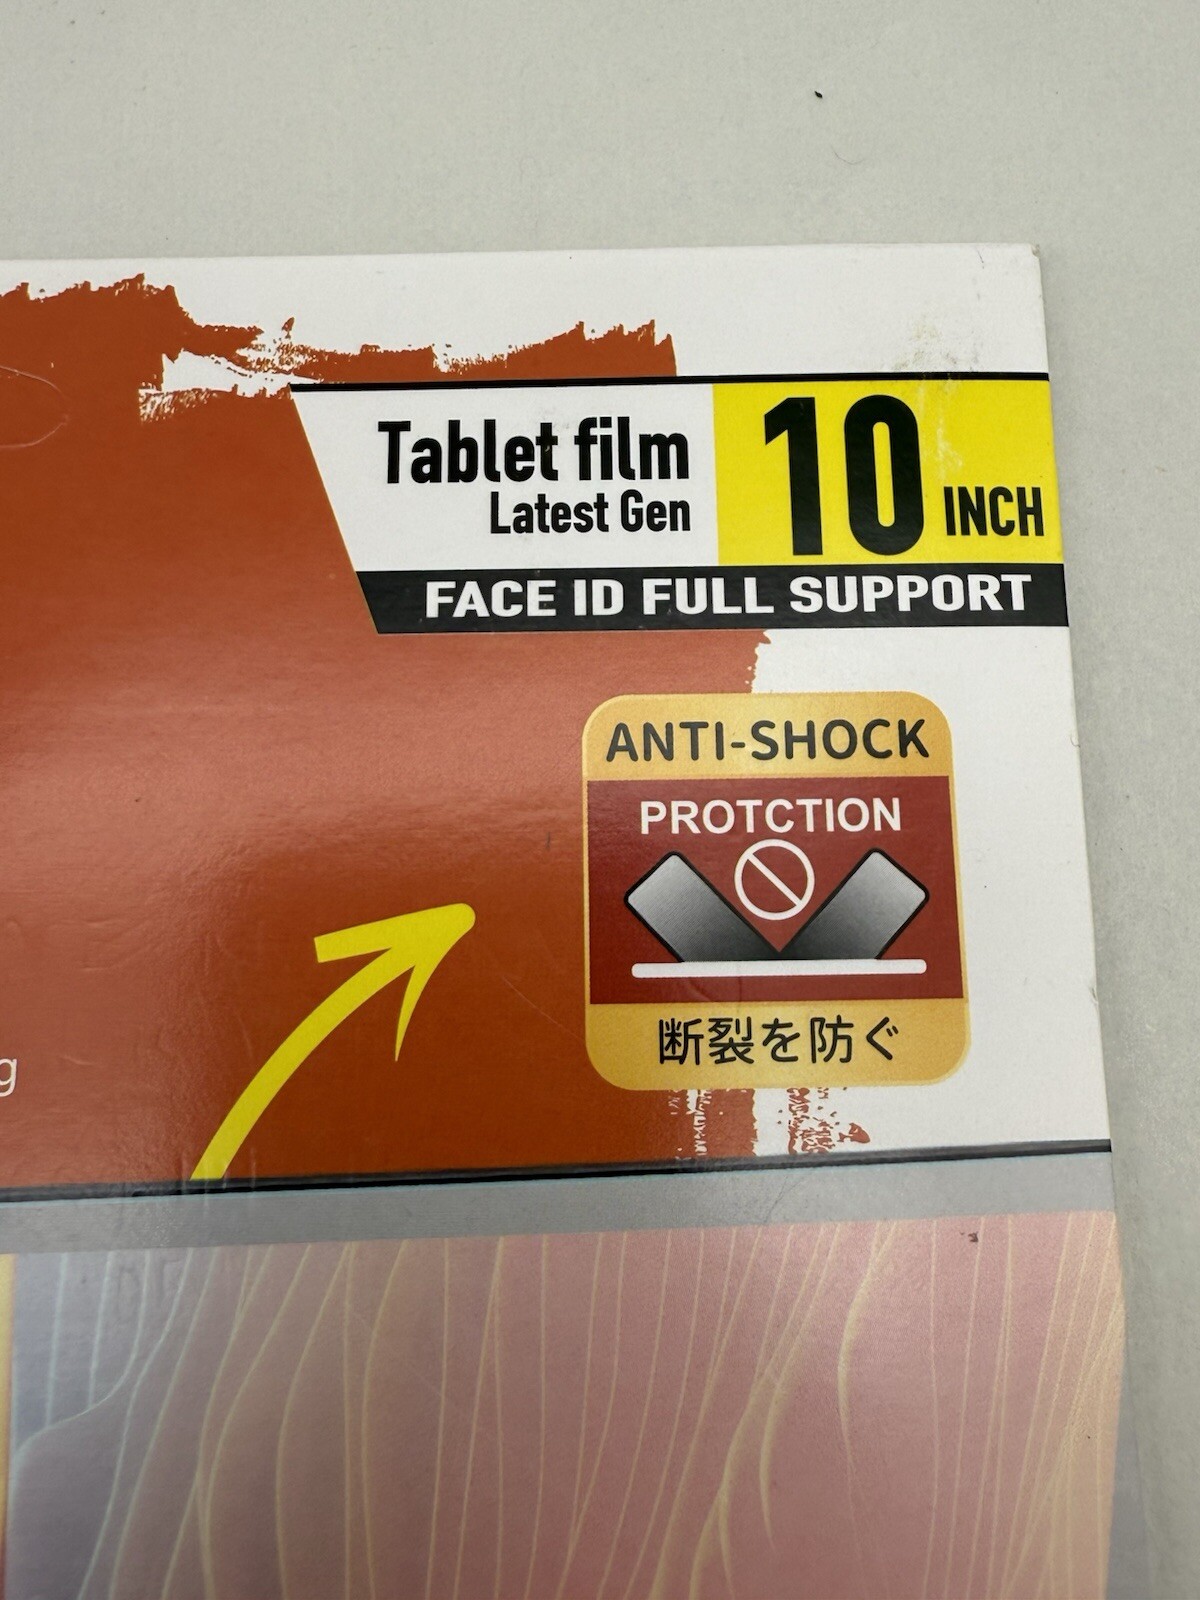 Tablet film
Latest Gen
10 INCH
FACE ID FULL SUPPORT
ANTI-SHOCK
PROTCTION
断裂を防ぐ
g